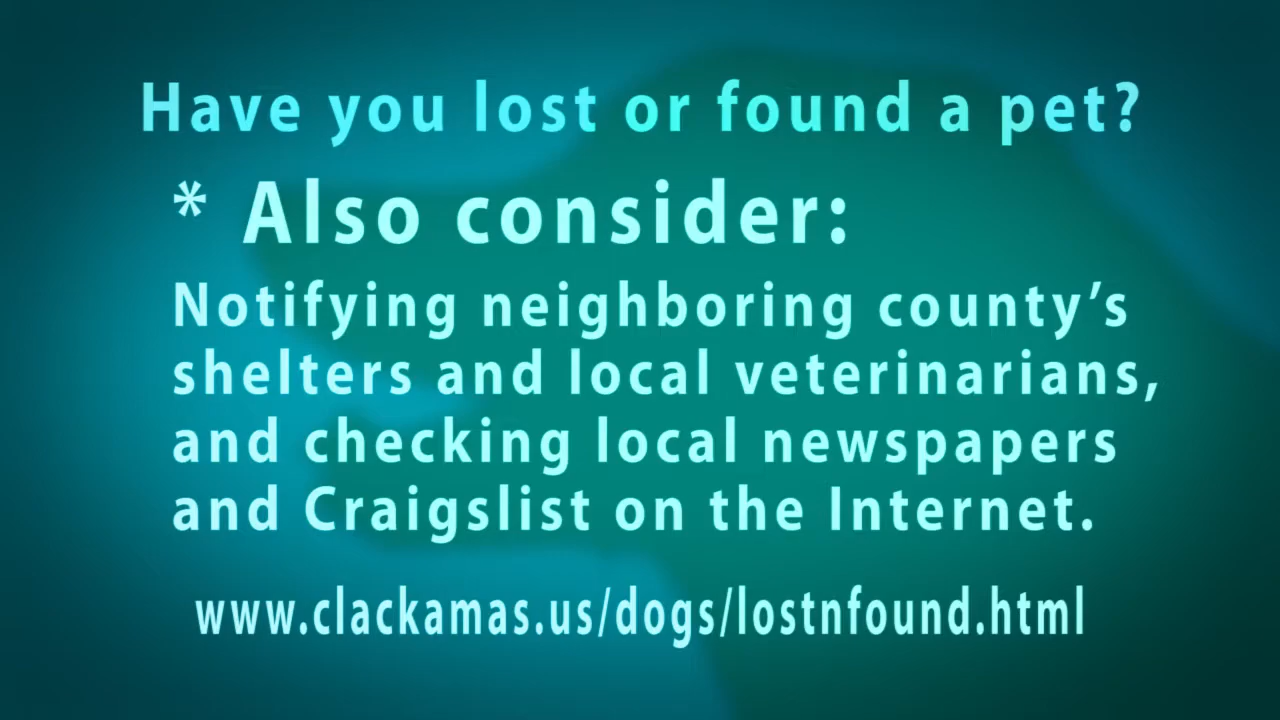 Have you lost or found a pet?
* Also consider:
Notifying neighboring county’s
shelters and local veterinarians,
and checking local newspapers
and Craigslist on the Internet.
www.clackamas.us/dogs/lostnfound.html